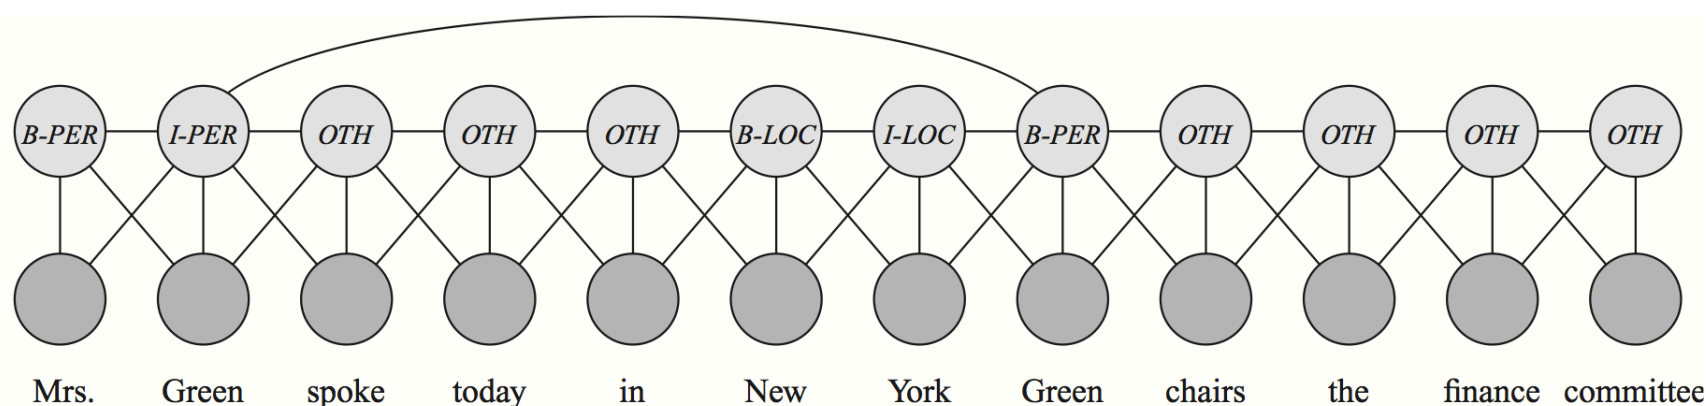 B-PER I-PER OTH OTH OTH B-LOC I-LOC B-PER OTH OTH OTH OTH
Mrs. Green spoke today in New York Green chairs the finance committee